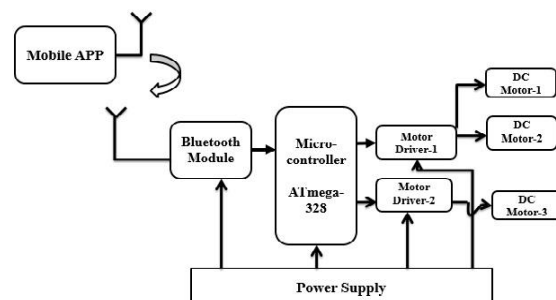 Mobile APP
Bluetooth
Module
Micro-
controller
ATmega-
328
Motor
Driver-1
Motor
Driver-2
DC
Motor-1
DC
Motor-2
DC
Motor-3
Power Supply